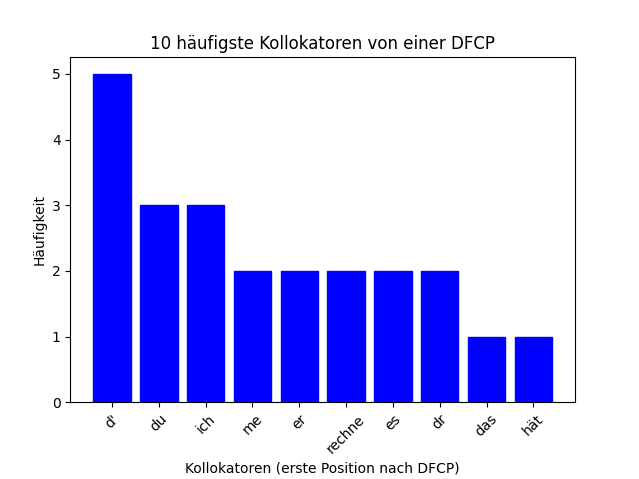 10 häufigste Kollokatoren von einer DFCP
Häufigkeit
5
4
3
2
1
0
d'
du
ich
me
er
rechne
es
dr
das
hät
Kollokatoren (erste Position nach DFCP)